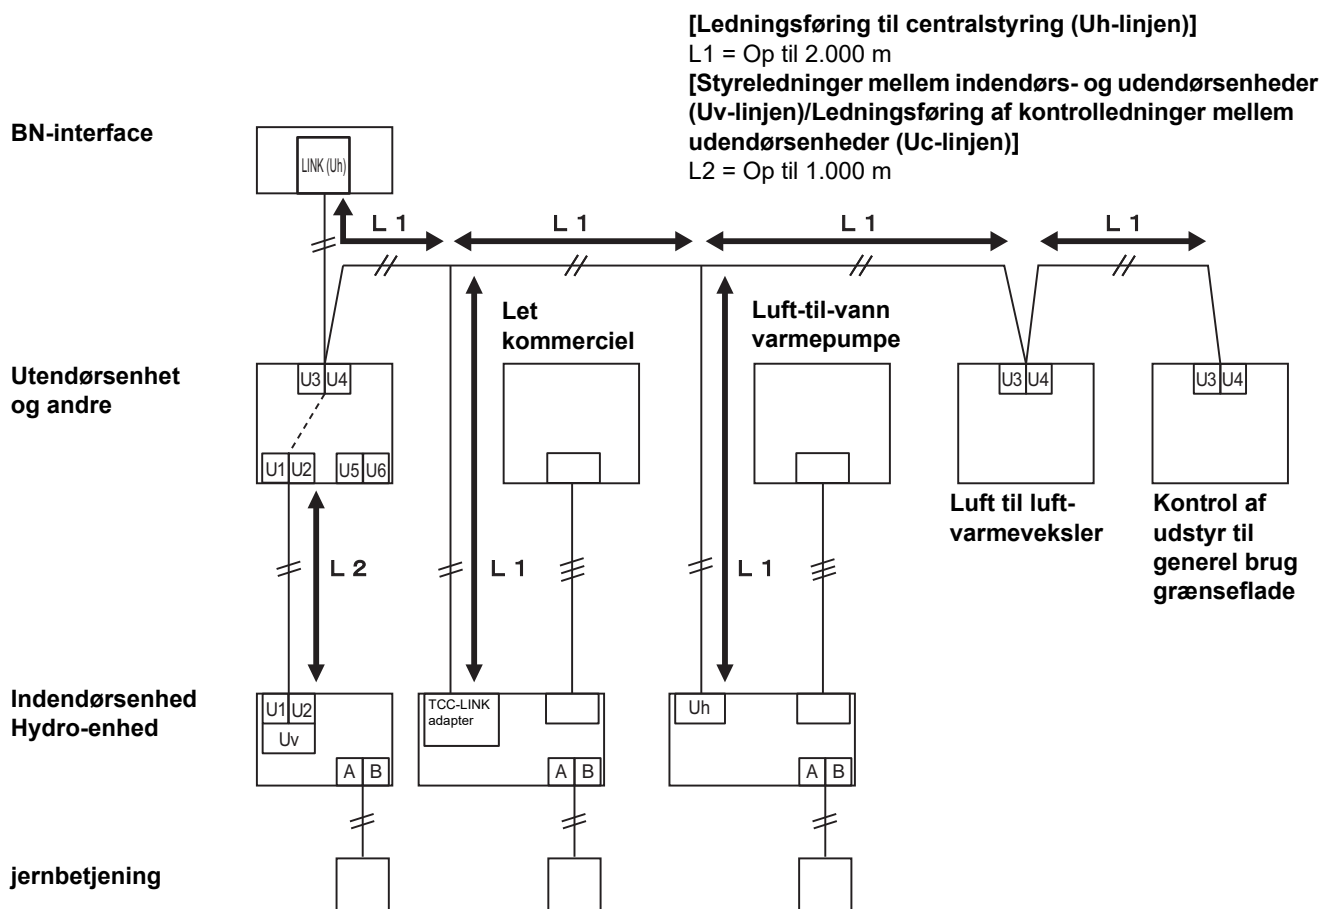 [Ledningsføring til centralstyring (Uh-linjen)]
L1 = Op til 2.000 m
[Styreledninger mellem indendørs- og udendørsenheder
(Uv-linjen)/Ledningsføring af kontrolledninger mellem
udendørsenheder (Uc-linjen)]
L2 = Op til 1.000 m
BN-interface
LINK (Uh)
L 1
L 1
L 1
L 1
Let
kommerciel
Luft-til-vann
varmepumpe
Utendørsenhet
og andre
U3 U4
U3 U4
U3 U4
U1 U2
U5 U6
Luft til luft-
varmeveksler
Kontrol af
udstyr til
generel brug
grænseflade
L 2
L 1
L 1
Indendørsenhed
Hydro-enhed
U1 U2
Uv
A B
TCC-LINK
adapter
A B
Uh
A B
jernbetjening